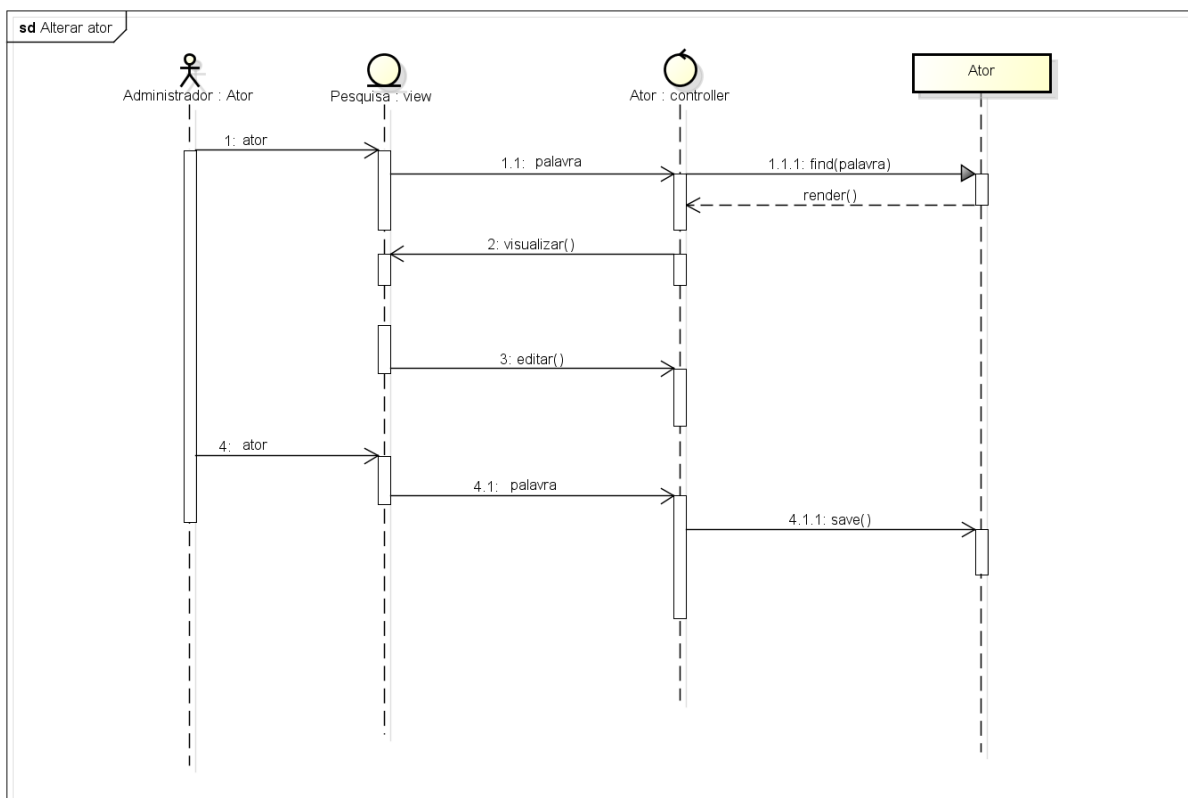 sd Alterar ator
Administrador : Ator
Pesquisa : view
Ator : controller
Ator
1: ator
1.1: palavra
1.1.1: find(palavra)
render()
2: visualizar()
3: editar()
4: ator
4.1: palavra
4.1.1: save()